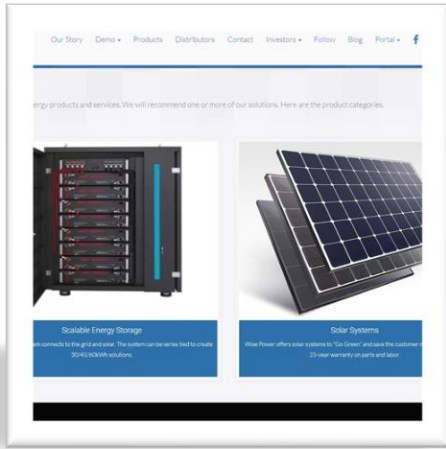 Our Story Demo Products Distributors Contact Investors Follow Blog Portal f
ergy products and services. We will recommend one or more of our solutions. Here are the product categories.
Scalable Energy Storage
em connects to the grid and solar. The system can be series tied to create
30/45/60kWh solutions.
Solar Systems
Wise Power offers solar systems to "Go Green" and save the customer m
25-year warranty on parts and labor.